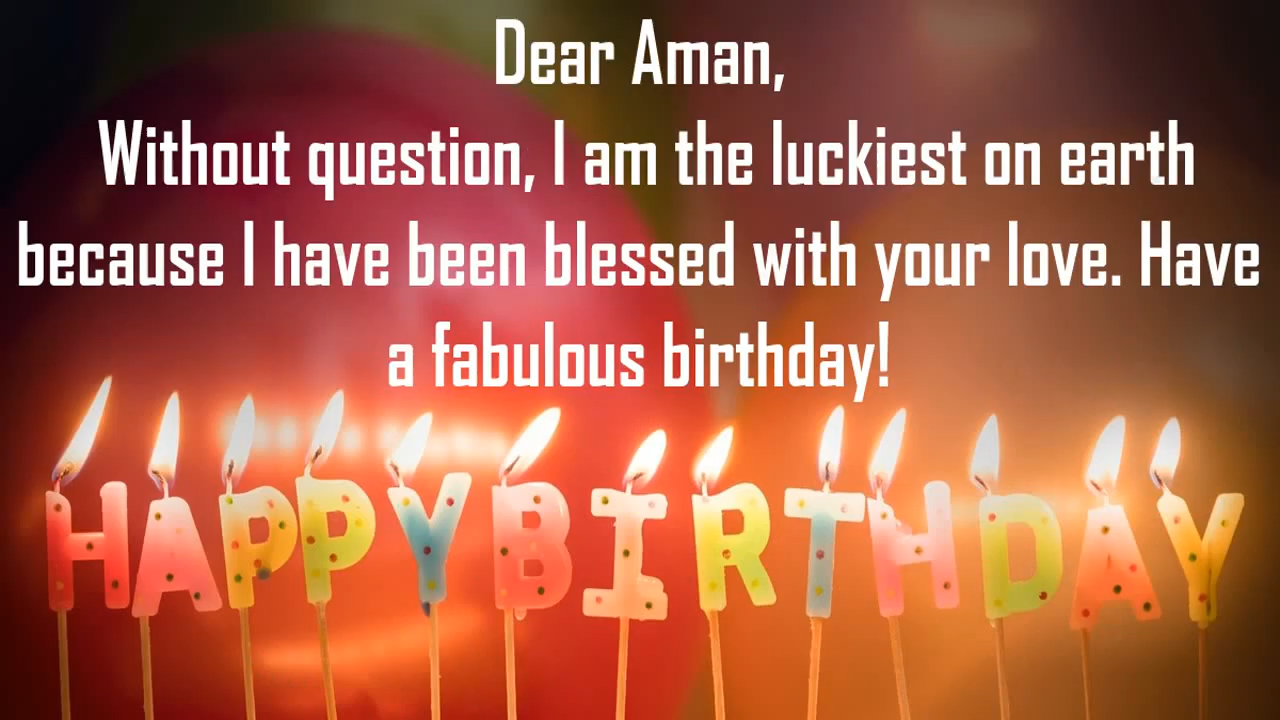 Dear Aman,
Without question, I am the luckiest on earth
because I have been blessed with your love. Have
a fabulous birthday!
HAPPY BIRTHDAY